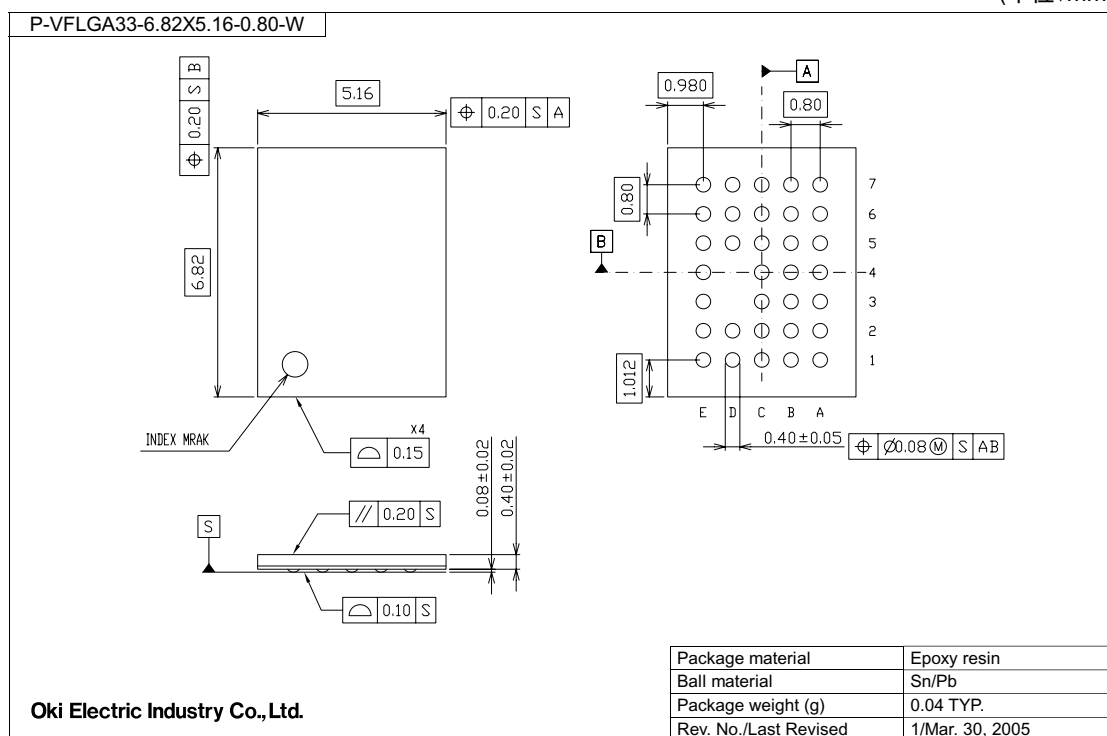 P-VFLGA33-6.82X5.16-0.80-W
⌖ 0.20 S B
5.16
⌖ 0.20 S A
6.82
INDEX MRAK
X4
⌓ 0.15
// 0.20 S
0.08±0.02
0.40±0.02
S
⌓ 0.10 S
A
0.980
0.80
0.80
B
7
6
5
4
3
2
1
1.012
E D C B A
0.40±0.05
⌖ Ø0.08 Ⓜ S AB
Package material Epoxy resin
Ball material Sn/Pb
Package weight (g) 0.04 TYP.
Rev. No./Last Revised 1/Mar. 30, 2005
Oki Electric Industry Co., Ltd.